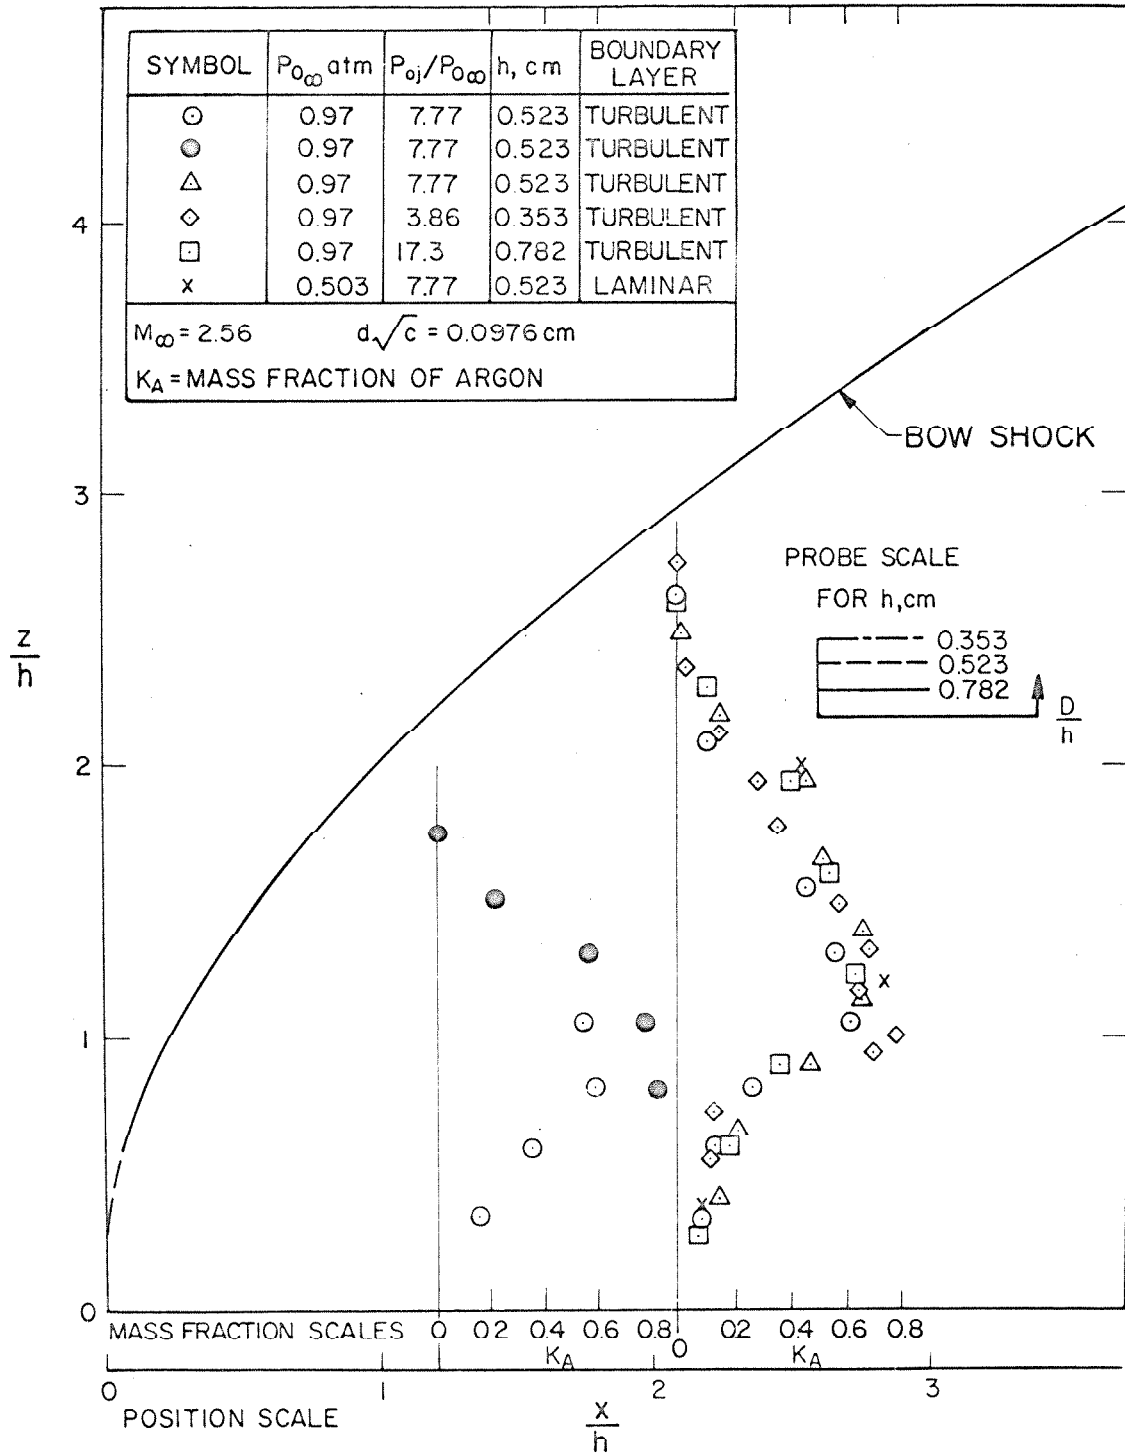 SYMBOL P₀∞ atm P₀ⱼ/P₀∞ h, cm BOUNDARY LAYER
⊙ 0.97 7.77 0.523 TURBULENT
● 0.97 7.77 0.523 TURBULENT
△ 0.97 7.77 0.523 TURBULENT
◇ 0.97 3.86 0.353 TURBULENT
□ 0.97 17.3 0.782 TURBULENT
x 0.503 7.77 0.523 LAMINAR
M∞ = 2.56 d√c = 0.0976 cm
K_A = MASS FRACTION OF ARGON
4
BOW SHOCK
3
PROBE SCALE
FOR h, cm
0.353
0.523
0.782
D/h
z/h
2
1
0
MASS FRACTION SCALES 0 0.2 0.4 0.6 0.8 0 0.2 0.4 0.6 0.8
K_A K_A
0 1 2 3
POSITION SCALE x/h